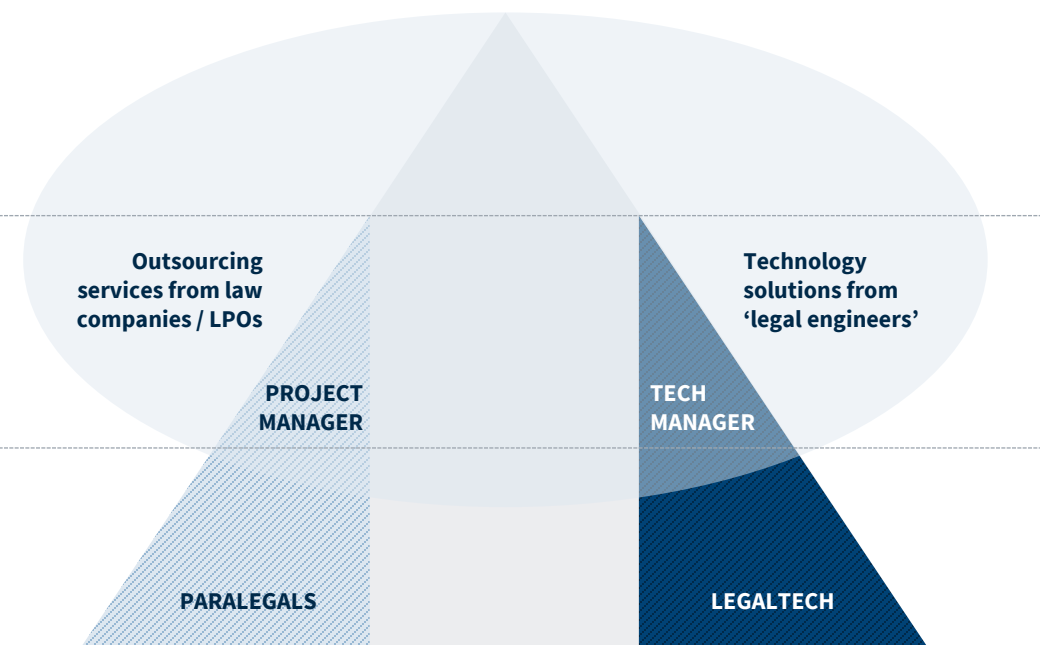 Outsourcing
services from law
companies / LPOs
Technology
solutions from
‘legal engineers’
PROJECT
MANAGER
TECH
MANAGER
PARALEGALS
LEGALTECH